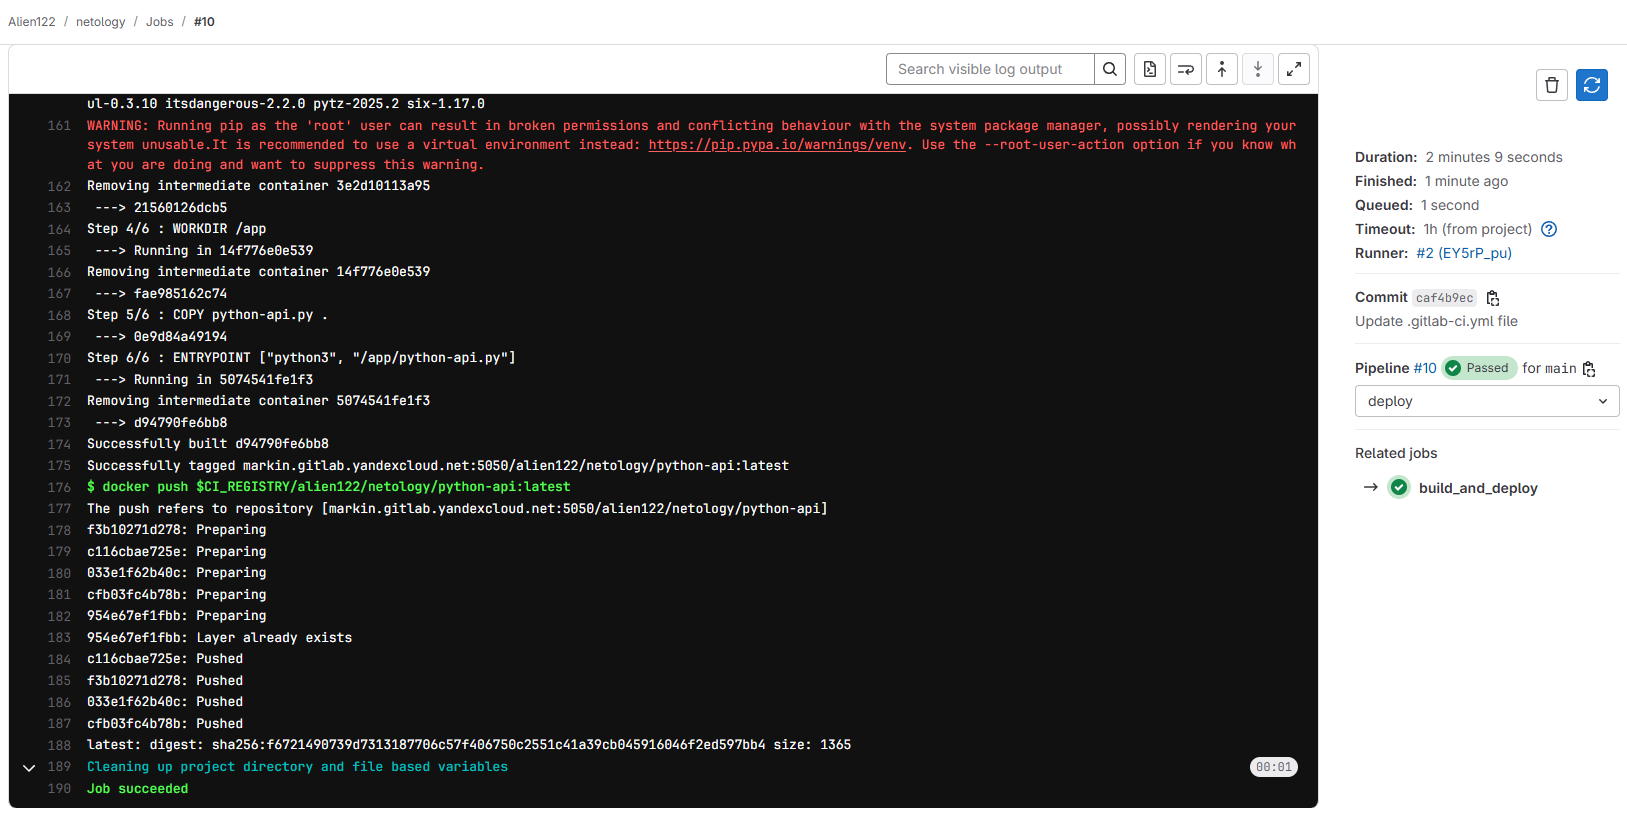 Alien122 / netology / Jobs / #10
Search visible log output
ul-0.3.10 itsdangerous-2.2.0 pytz-2025.2 six-1.17.0
161 WARNING: Running pip as the 'root' user can result in broken permissions and conflicting behaviour with the system package manager, possibly rendering your
system unusable.It is recommended to use a virtual environment instead: https://pip.pypa.io/warnings/venv. Use the --root-user-action option if you know wh
at you are doing and want to suppress this warning.
162 Removing intermediate container 3e2d10113a95
163 ---> 21560126dcb5
164 Step 4/6 : WORKDIR /app
165 ---> Running in 14f776e0e539
166 Removing intermediate container 14f776e0e539
167 ---> fae985162c74
168 Step 5/6 : COPY python-api.py .
169 ---> 0e9d84a49194
170 Step 6/6 : ENTRYPOINT ["python3", "/app/python-api.py"]
171 ---> Running in 5074541fe1f3
172 Removing intermediate container 5074541fe1f3
173 ---> d94790fe6bb8
174 Successfully built d94790fe6bb8
175 Successfully tagged markin.gitlab.yandexcloud.net:5050/alien122/netology/python-api:latest
176 $ docker push $CI_REGISTRY/alien122/netology/python-api:latest
177 The push refers to repository [markin.gitlab.yandexcloud.net:5050/alien122/netology/python-api]
178 f3b10271d278: Preparing
179 c116cbae725e: Preparing
180 033e1f62b40c: Preparing
181 cfb03fc4b78b: Preparing
182 954e67ef1fbb: Preparing
183 954e67ef1fbb: Layer already exists
184 c116cbae725e: Pushed
185 f3b10271d278: Pushed
186 033e1f62b40c: Pushed
187 cfb03fc4b78b: Pushed
188 latest: digest: sha256:f6721490739d7313187706c57f406750c2551c41a39cb045916046f2ed597bb4 size: 1365
189 Cleaning up project directory and file based variables 00:01
190 Job succeeded
Duration: 2 minutes 9 seconds
Finished: 1 minute ago
Queued: 1 second
Timeout: 1h (from project)
Runner: #2 (EY5rP_pu)
Commit caf4b9ec
Update .gitlab-ci.yml file
Pipeline #10 Passed for main
deploy
Related jobs
build_and_deploy